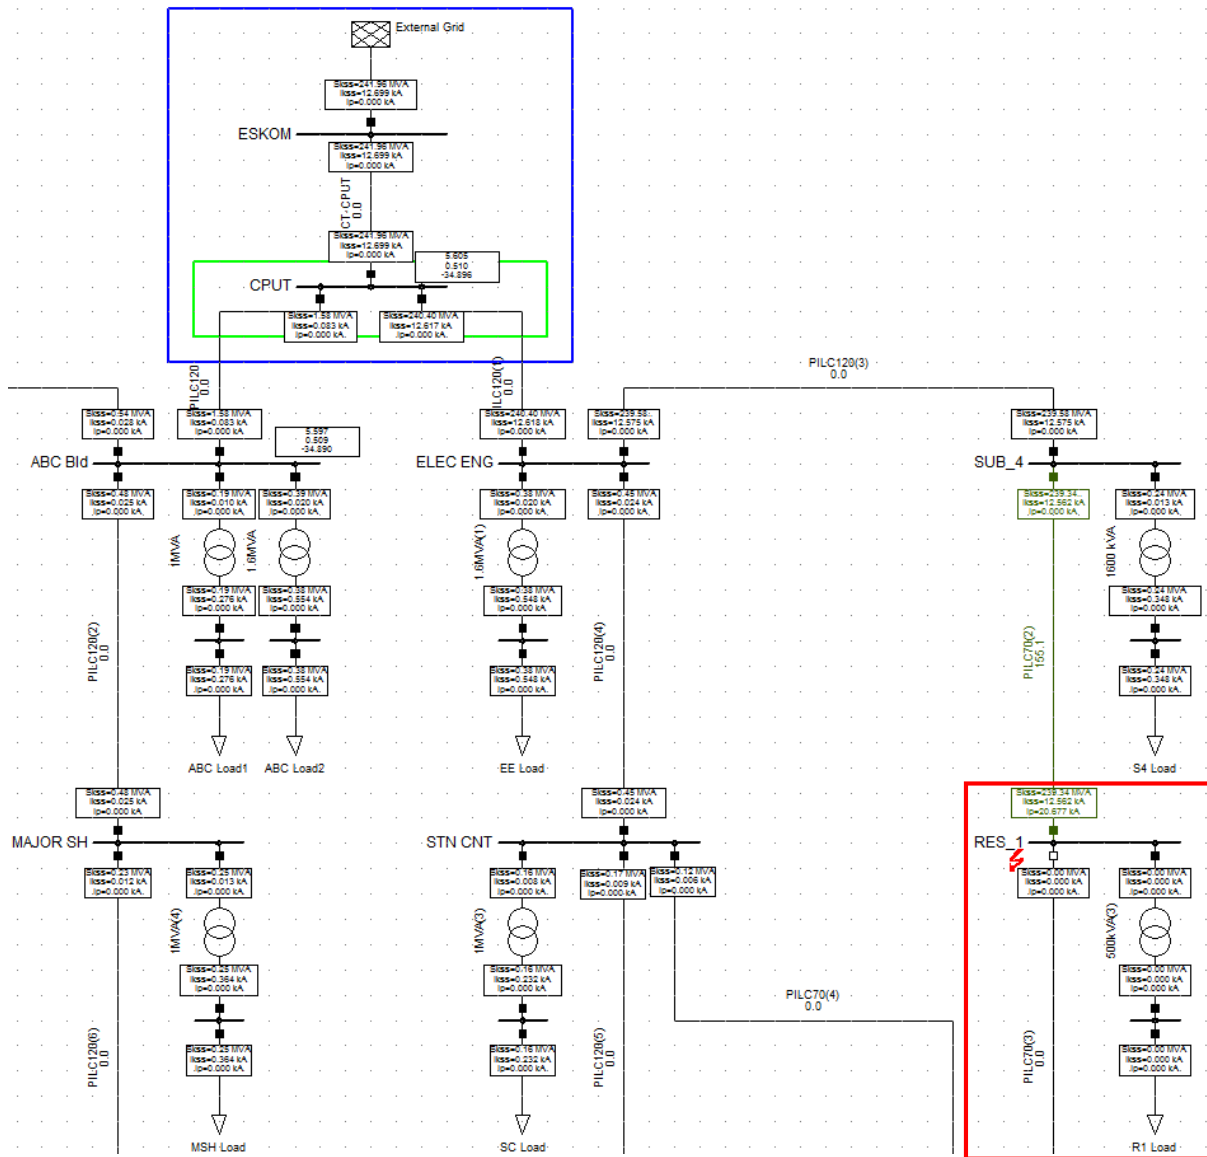 External Grid
Skss=241.96 MVA
Ikss=12.699 kA
ip=0.000 kA
ESKOM
Skss=241.96 MVA
Ikss=12.699 kA
ip=0.000 kA
CT-CPUT
0.0
Skss=241.96 MVA
Ikss=12.699 kA
ip=0.000 kA
5.605
0.510
-34.896
CPUT
Skss=1.58 MVA
Ikss=0.083 kA
ip=0.000 kA
Skss=240.40 MVA
Ikss=12.617 kA
ip=0.000 kA
PILC120
0.0
ILC120(1)
0.0
PILC120(3)
0.0
Skss=0.54 MVA
Ikss=0.028 kA
ip=0.000 kA
Skss=1.58 MVA
Ikss=0.083 kA
ip=0.000 kA
5.597
0.509
-34.890
Skss=240.40 MVA
Ikss=12.618 kA
ip=0.000 kA
Skss=239.58..
Ikss=12.575 kA
ip=0.000 kA
Skss=239.58 MVA
Ikss=12.575 kA
ip=0.000 kA
ABC Bld
ELEC ENG
SUB_4
Skss=0.48 MVA
Ikss=0.025 kA
ip=0.000 kA
Skss=0.19 MVA
Ikss=0.010 kA
ip=0.000 kA
Skss=0.39 MVA
Ikss=0.020 kA
ip=0.000 kA
Skss=0.38 MVA
Ikss=0.020 kA
ip=0.000 kA
Skss=0.45 MVA
Ikss=0.024 kA
ip=0.000 kA
Skss=239.34..
Ikss=12.562 kA
ip=0.000 kA
Skss=0.24 MVA
Ikss=0.013 kA
ip=0.000 kA
1MVA
1.6MVA
1.6MVA(1)
1600 kVA
Skss=0.19 MVA
Ikss=0.276 kA
ip=0.000 kA
Skss=0.38 MVA
Ikss=0.554 kA
ip=0.000 kA
Skss=0.38 MVA
Ikss=0.548 kA
ip=0.000 kA
Skss=0.24 MVA
Ikss=0.348 kA
ip=0.000 kA
PILC120(2)
0.0
PILC120(4)
0.0
PILC70(2)
155.1
Skss=0.19 MVA
Ikss=0.276 kA
ip=0.000 kA
Skss=0.38 MVA
Ikss=0.554 kA
ip=0.000 kA
Skss=0.38 MVA
Ikss=0.548 kA
ip=0.000 kA
Skss=0.24 MVA
Ikss=0.348 kA
ip=0.000 kA
ABC Load1
ABC Load2
EE Load
S4 Load
Skss=0.48 MVA
Ikss=0.025 kA
ip=0.000 kA
Skss=0.45 MVA
Ikss=0.024 kA
ip=0.000 kA
Skss=239.34 MVA
Ikss=12.562 kA
ip=20.677 kA
MAJOR SH
STN CNT
RES_1
Skss=0.23 MVA
Ikss=0.012 kA
ip=0.000 kA
Skss=0.25 MVA
Ikss=0.013 kA
ip=0.000 kA
Skss=0.16 MVA
Ikss=0.008 kA
ip=0.000 kA
Skss=0.17 MVA
Ikss=0.009 kA
ip=0.000 kA
Skss=0.12 MVA
Ikss=0.006 kA
ip=0.000 kA
Skss=0.00 MVA
Ikss=0.000 kA
ip=0.000 kA
Skss=0.00 MVA
Ikss=0.000 kA
ip=0.000 kA
1MVA(4)
1MVA(3)
500kVA(3)
Skss=0.25 MVA
Ikss=0.364 kA
ip=0.000 kA
Skss=0.16 MVA
Ikss=0.232 kA
ip=0.000 kA
Skss=0.00 MVA
Ikss=0.000 kA
ip=0.000 kA
PILC70(4)
0.0
PILC120(6)
0.0
PILC120(5)
0.0
PILC70(3)
0.0
Skss=0.25 MVA
Ikss=0.364 kA
ip=0.000 kA
Skss=0.16 MVA
Ikss=0.232 kA
ip=0.000 kA
Skss=0.00 MVA
Ikss=0.000 kA
ip=0.000 kA
MSH Load
SC Load
R1 Load